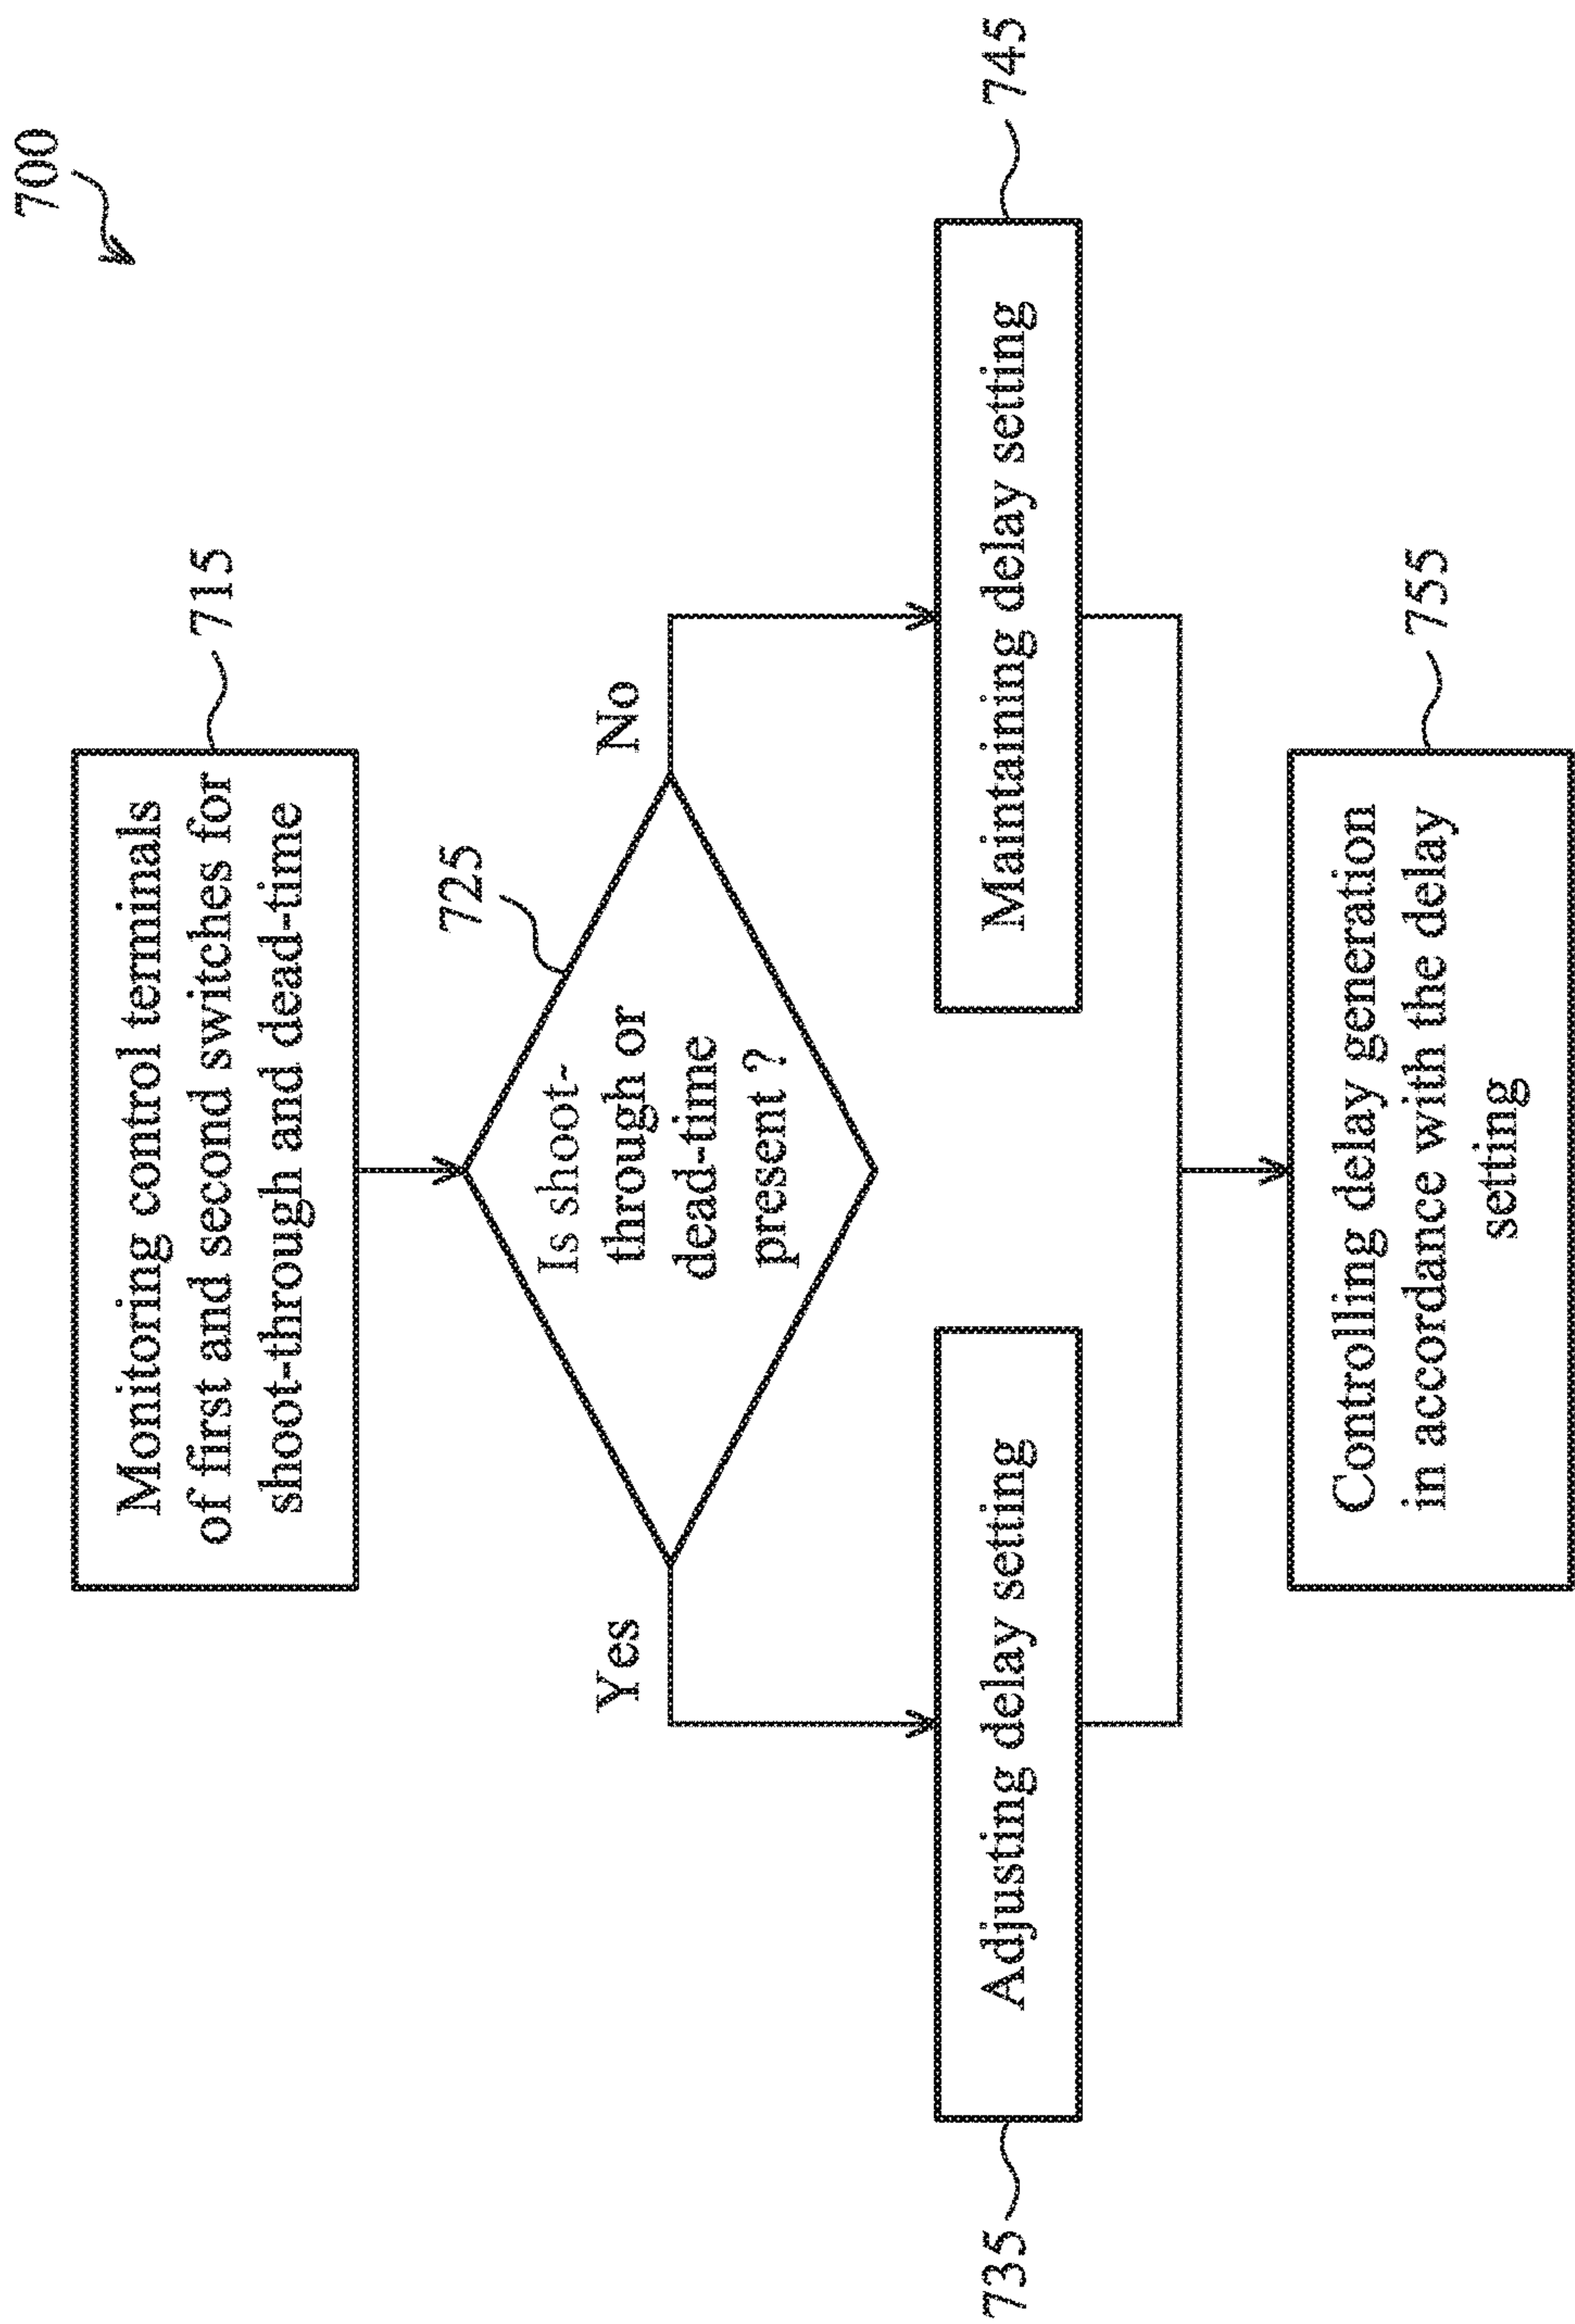 700
Monitoring control terminals
of first and second switches for
shoot-through and dead-time
715
725
Is shoot-
through or
dead-time
present ?
Yes
No
Adjusting delay setting
735
Maintaining delay setting
745
Controlling delay generation
in accordance with the delay
setting
755